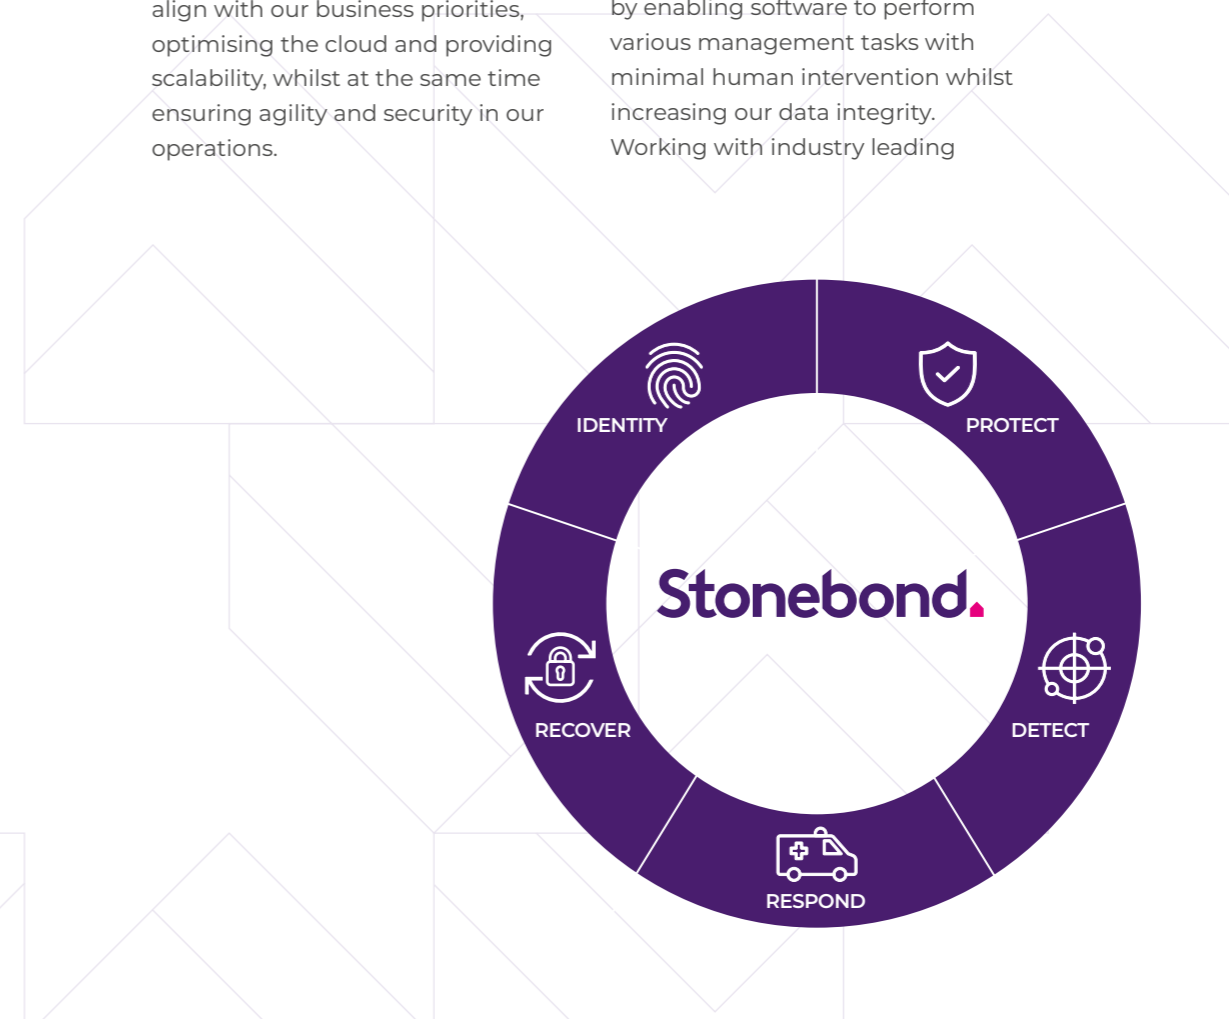 align with our business priorities,
optimising the cloud and providing
scalability, whilst at the same time
ensuring agility and security in our
operations.
by enabling software to perform
various management tasks with
minimal human intervention whilst
increasing our data integrity.
Working with industry leading
IDENTITY
PROTECT
Stonebond.
RECOVER
DETECT
RESPOND